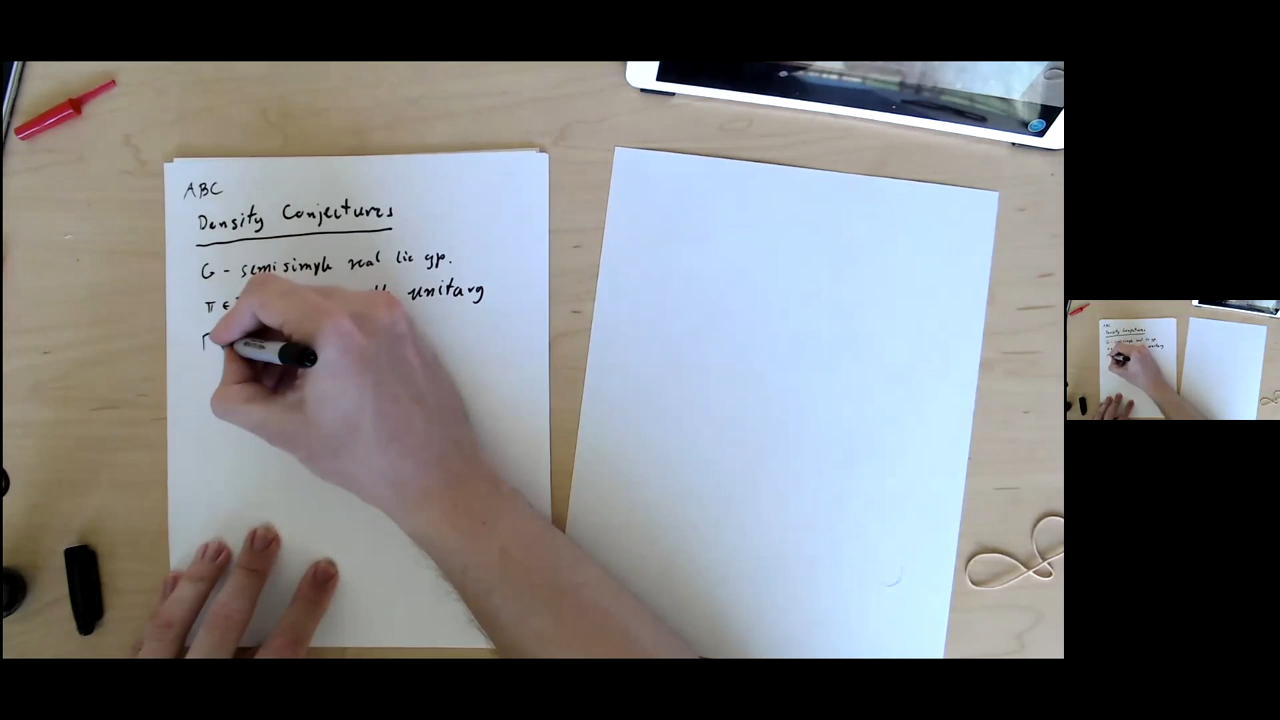 ABC
Density Conjectures
G - semisimple real lie gp.
π ∈ unitary
Γ